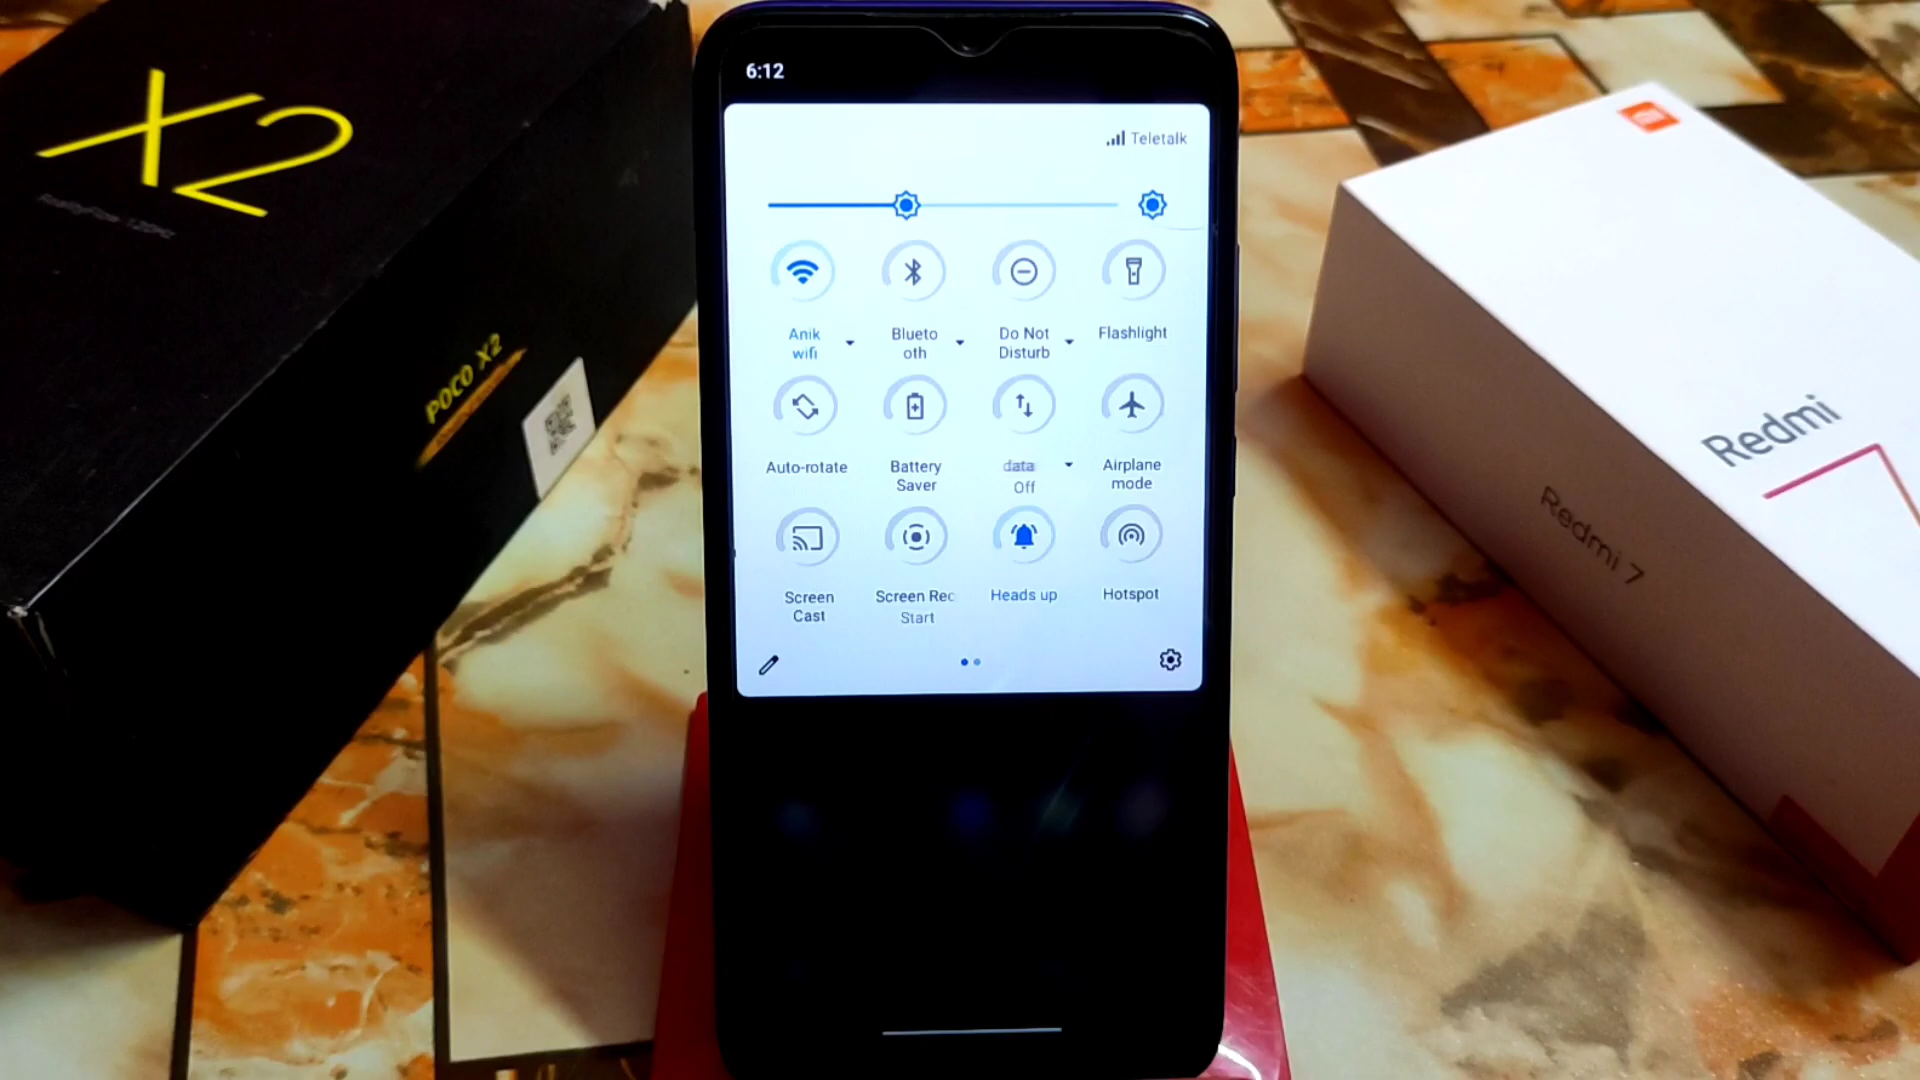 X2
POCO X2
6:12
Teletalk
Anik
wifi
Blueto
oth
Do Not
Disturb
Flashlight
Auto-rotate
Battery
Saver
data
Off
Airplane
mode
Screen
Cast
Screen Rec
Start
Heads up
Hotspot
Redmi
Redmi 7